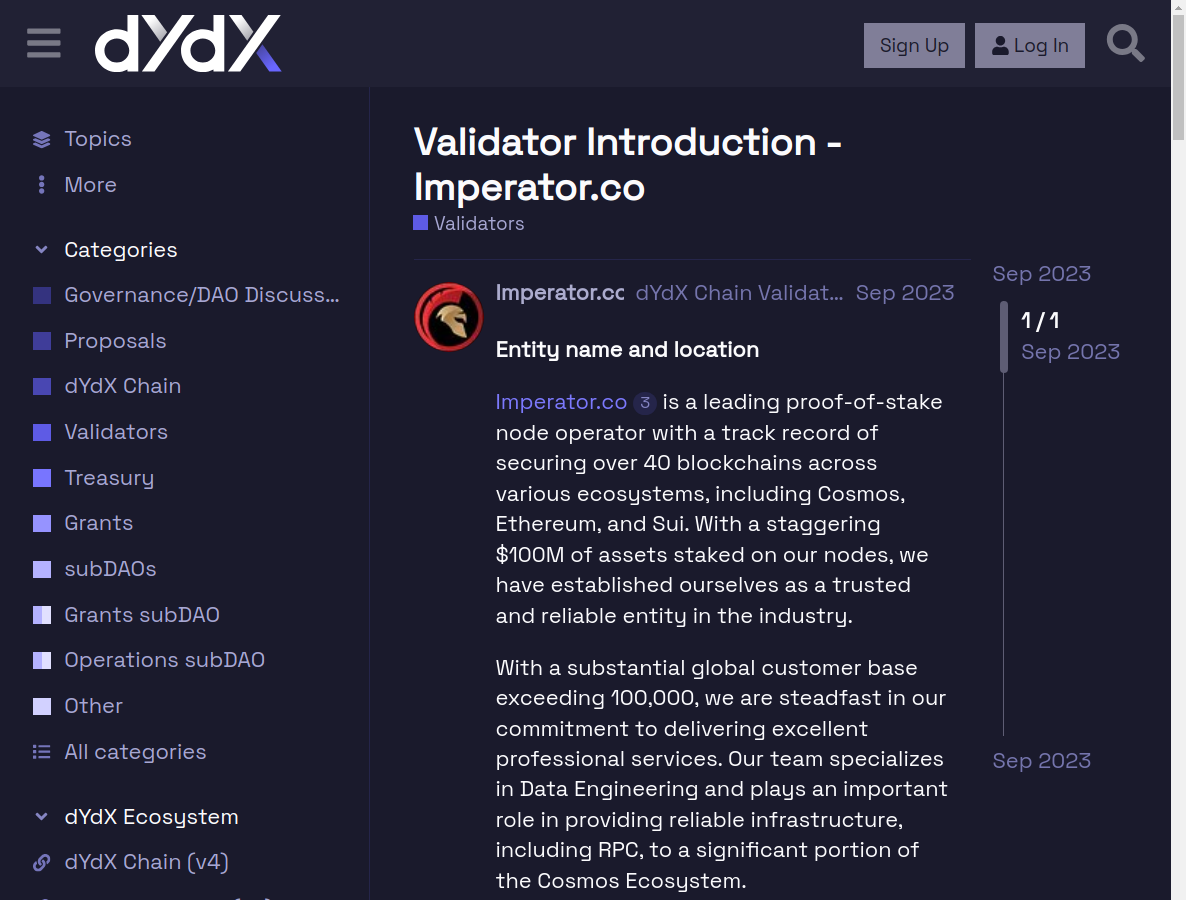 dYdX
Sign Up
Log In
Topics
More
Categories
Governance/DAO Discuss...
Proposals
dYdX Chain
Validators
Treasury
Grants
subDAOs
Grants subDAO
Operations subDAO
Other
All categories
dYdX Ecosystem
dYdX Chain (v4)
Validator Introduction -
Imperator.co
Validators
Imperator.cc dYdX Chain Validat... Sep 2023
Entity name and location
Imperator.co 3 is a leading proof-of-stake
node operator with a track record of
securing over 40 blockchains across
various ecosystems, including Cosmos,
Ethereum, and Sui. With a staggering
$100M of assets staked on our nodes, we
have established ourselves as a trusted
and reliable entity in the industry.
With a substantial global customer base
exceeding 100,000, we are steadfast in our
commitment to delivering excellent
professional services. Our team specializes
in Data Engineering and plays an important
role in providing reliable infrastructure,
including RPC, to a significant portion of
the Cosmos Ecosystem.
Sep 2023
1 / 1
Sep 2023
Sep 2023